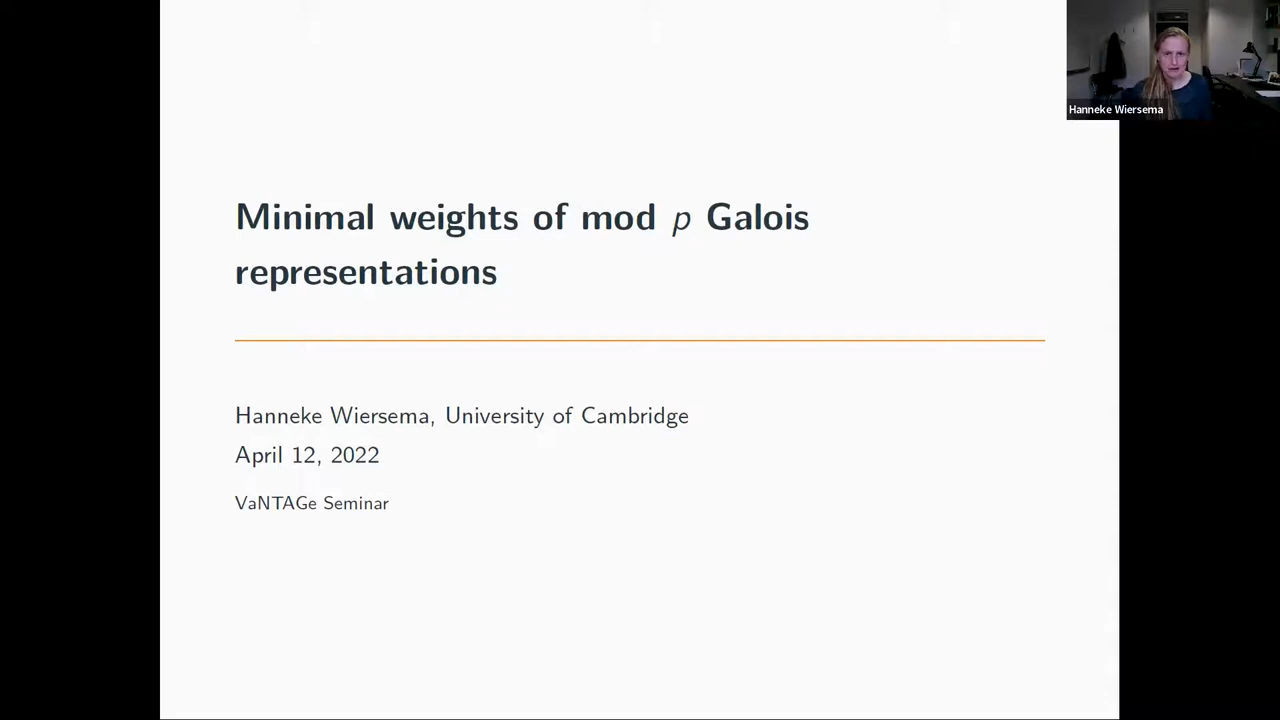 Hanneke Wiersema
Minimal weights of mod p Galois
representations
Hanneke Wiersema, University of Cambridge
April 12, 2022
VaNTAGe Seminar